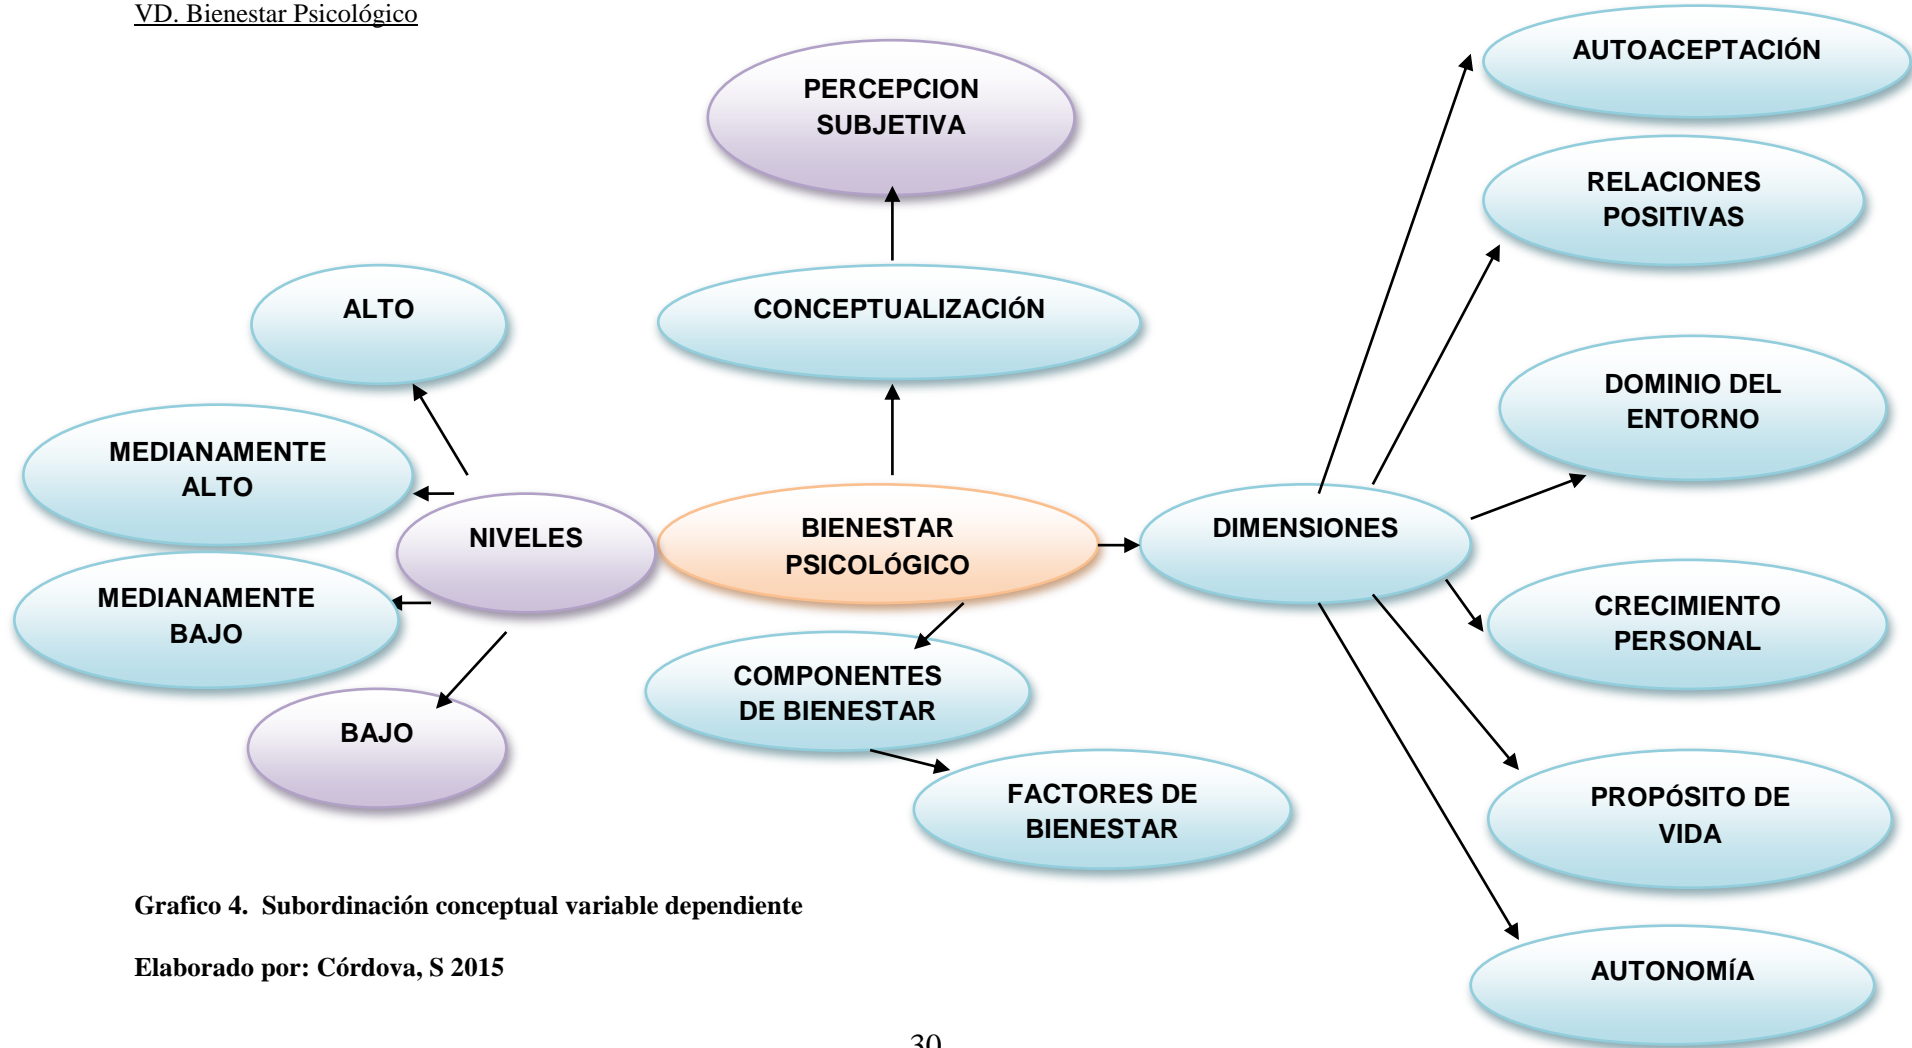 VD. Bienestar Psicológico
PERCEPCION
SUBJETIVA
AUTOACEPTACIÓN
RELACIONES
POSITIVAS
ALTO
CONCEPTUALIZACIÓN
DOMINIO DEL
ENTORNO
MEDIANAMENTE
ALTO
NIVELES
BIENESTAR
PSICOLÓGICO
DIMENSIONES
MEDIANAMENTE
BAJO
CRECIMIENTO
PERSONAL
COMPONENTES
DE BIENESTAR
BAJO
FACTORES DE
BIENESTAR
PROPÓSITO DE
VIDA
Grafico 4. Subordinación conceptual variable dependiente
Elaborado por: Córdova, S 2015
AUTONOMÍA
30